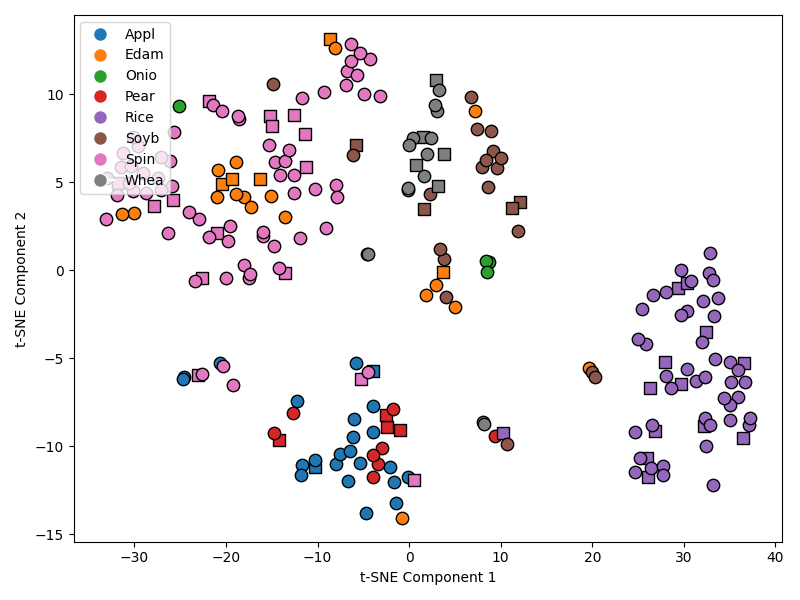 Appl
Edam
Onio
Pear
Rice
Soyb
Spin
Whea
10
5
0
−5
−10
−15
t-SNE Component 2
−30 −20 −10 0 10 20 30 40
t-SNE Component 1